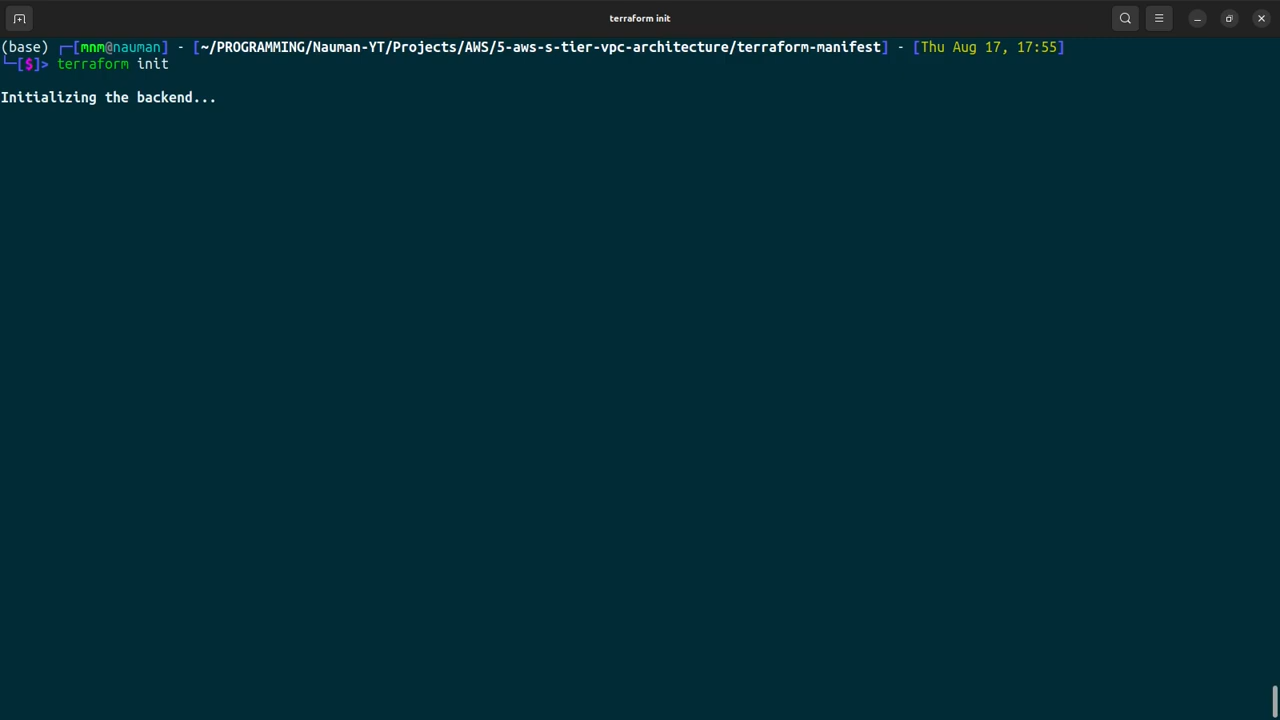 terraform init
(base) ┌─[mnm@nauman] - [~/PROGRAMMING/Nauman-YT/Projects/AWS/5-aws-s-tier-vpc-architecture/terraform-manifest] - [Thu Aug 17, 17:55]
└─[$]> terraform init
Initializing the backend...